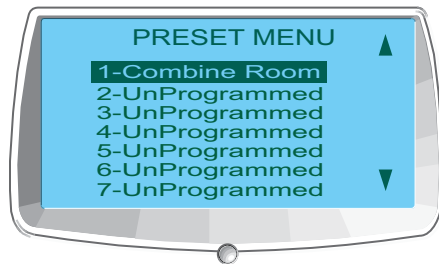 PRESET MENU
1-Combine Room
2-UnProgrammed
3-UnProgrammed
4-UnProgrammed
5-UnProgrammed
6-UnProgrammed
7-UnProgrammed